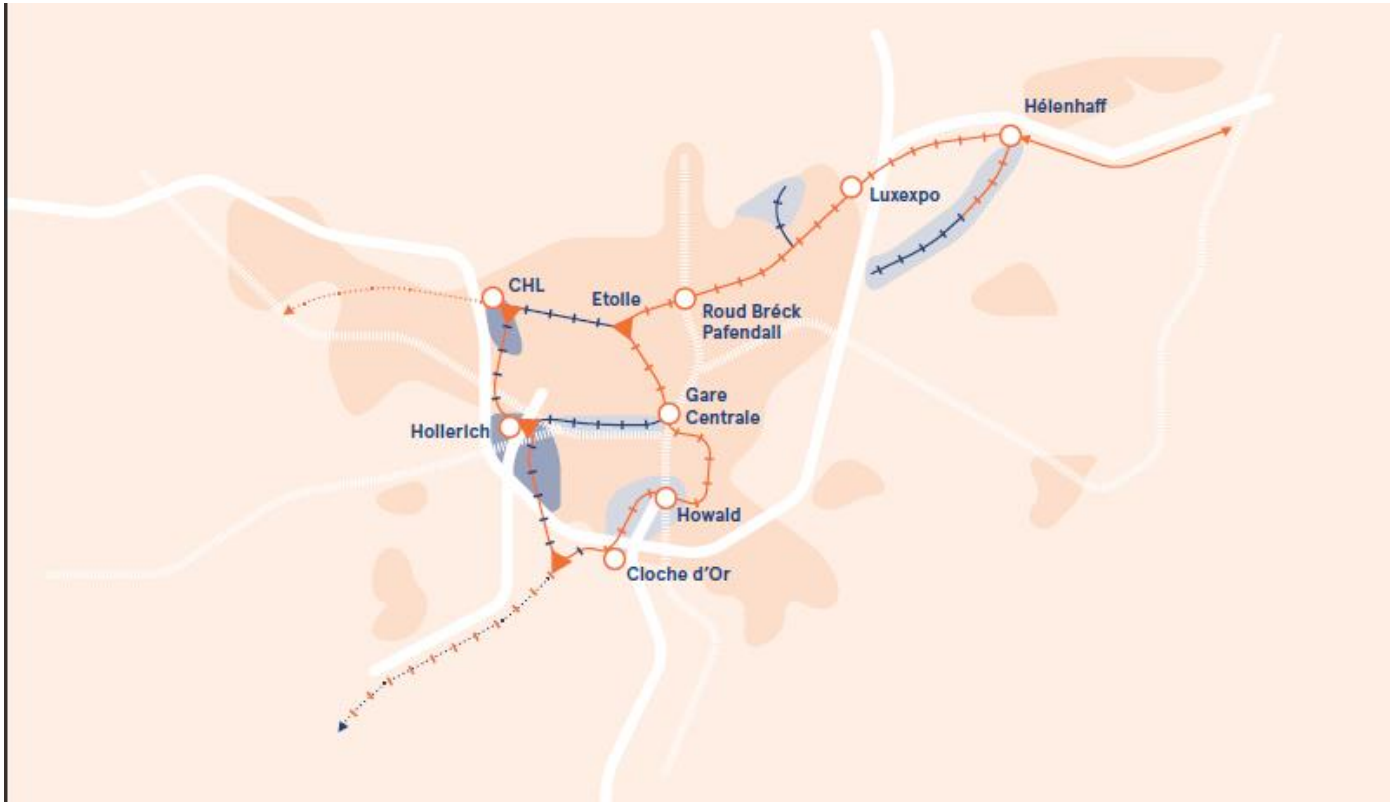 Hélenhaff
Luxexpo
CHL
Etoile
Roud Bréck
Pafendall
Gare
Centrale
Hollerich
Howald
Cloche d'Or